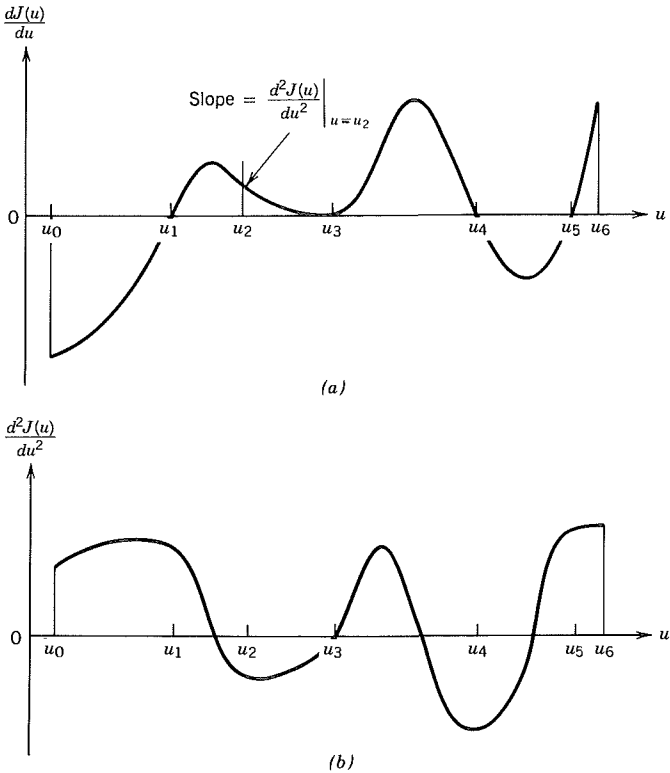 dJ(u)
du
Slope = d²J(u) / du² |u=u₂
0
u₀ u₁ u₂ u₃ u₄ u₅ u₆ u
(a)
d²J(u)
du²
0
u₀ u₁ u₂ u₃ u₄ u₅ u₆ u
(b)